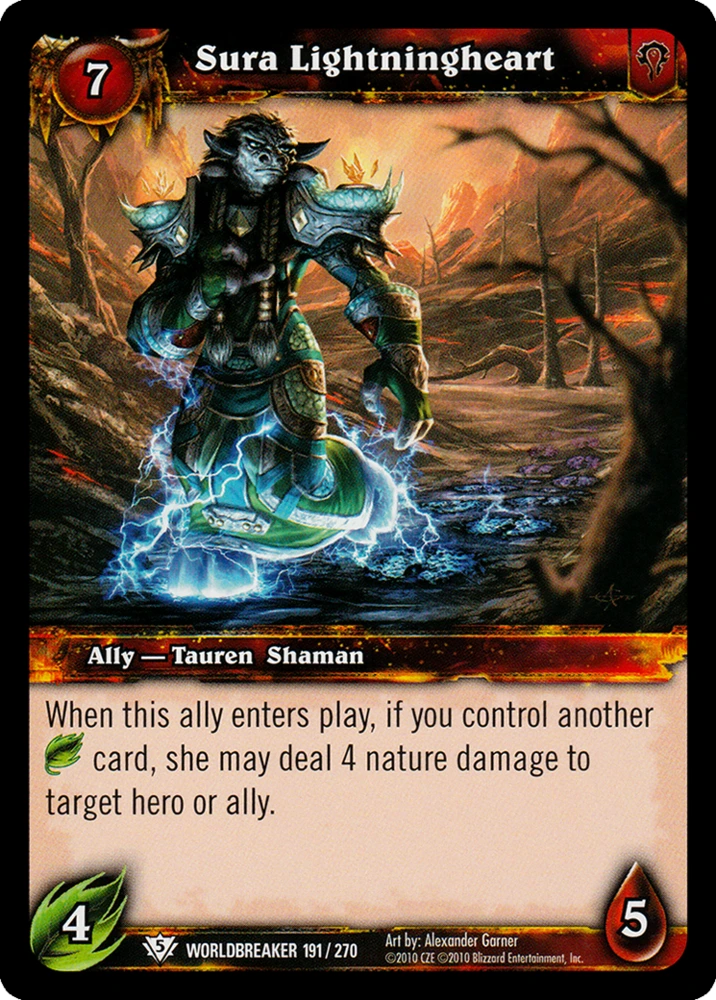 7
Sura Lightningheart
Ally — Tauren Shaman
When this ally enters play, if you control another
card, she may deal 4 nature damage to
target hero or ally.
4
5
WORLDBREAKER 191/270
Art by: Alexander Garner
©2010 CZE ©2010 Blizzard Entertainment, Inc.
5